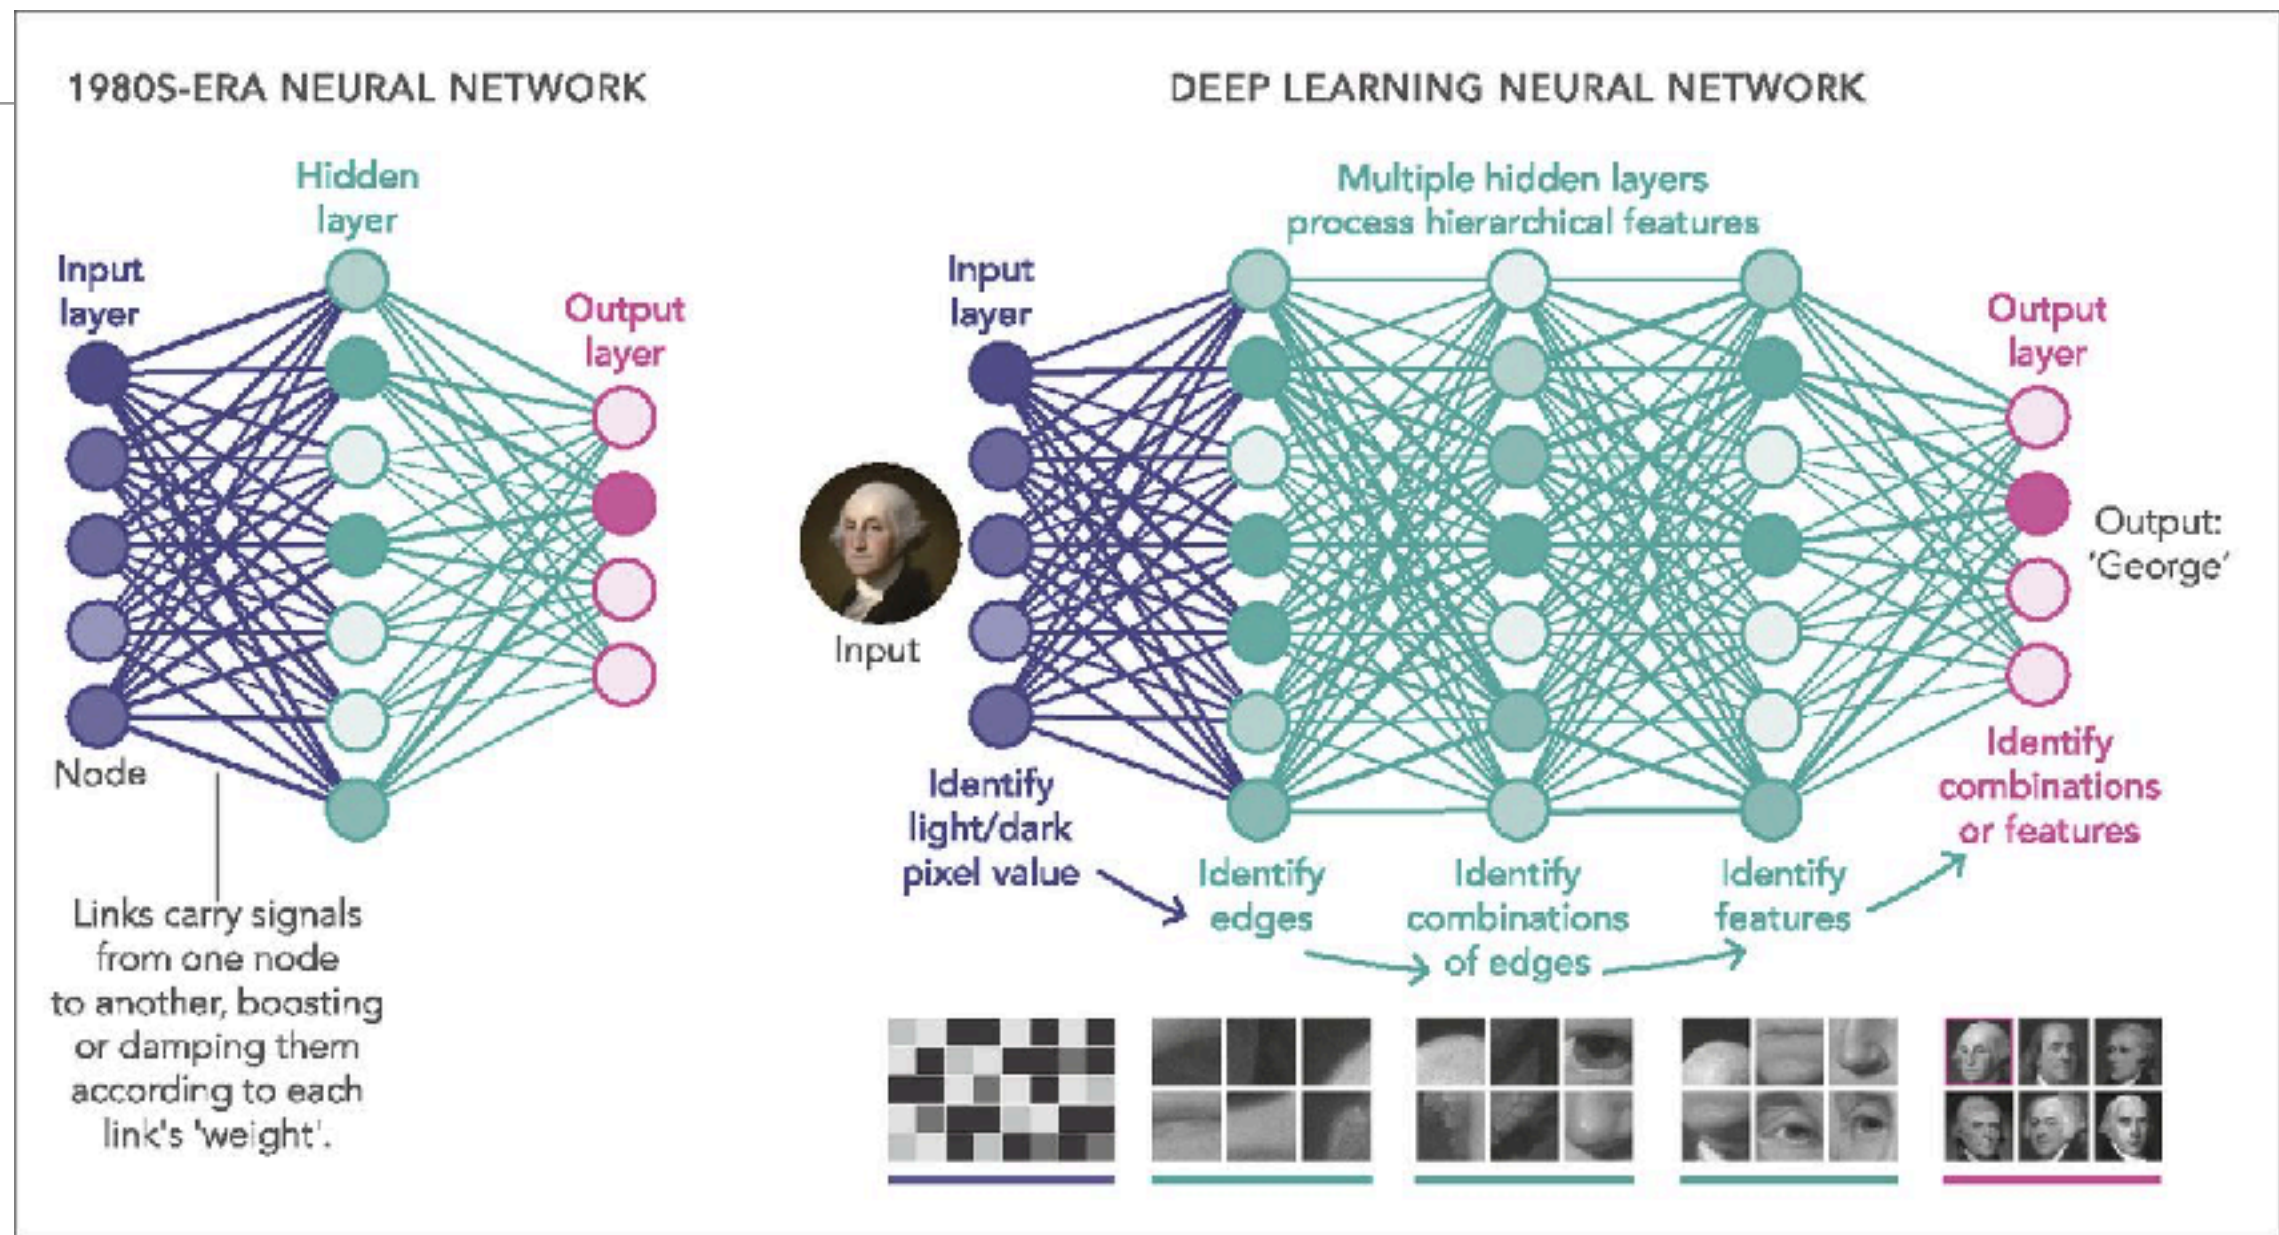 1980S-ERA NEURAL NETWORK
Hidden
layer
Input
layer
Output
layer
Node
Links carry signals
from one node
to another, boosting
or damping them
according to each
link's 'weight'.
DEEP LEARNING NEURAL NETWORK
Multiple hidden layers
process hierarchical features
Input
layer
Output
layer
Input
Output:
'George'
Identify
light/dark
pixel value
Identify
edges
Identify
combinations
of edges
Identify
features
Identify
combinations
or features